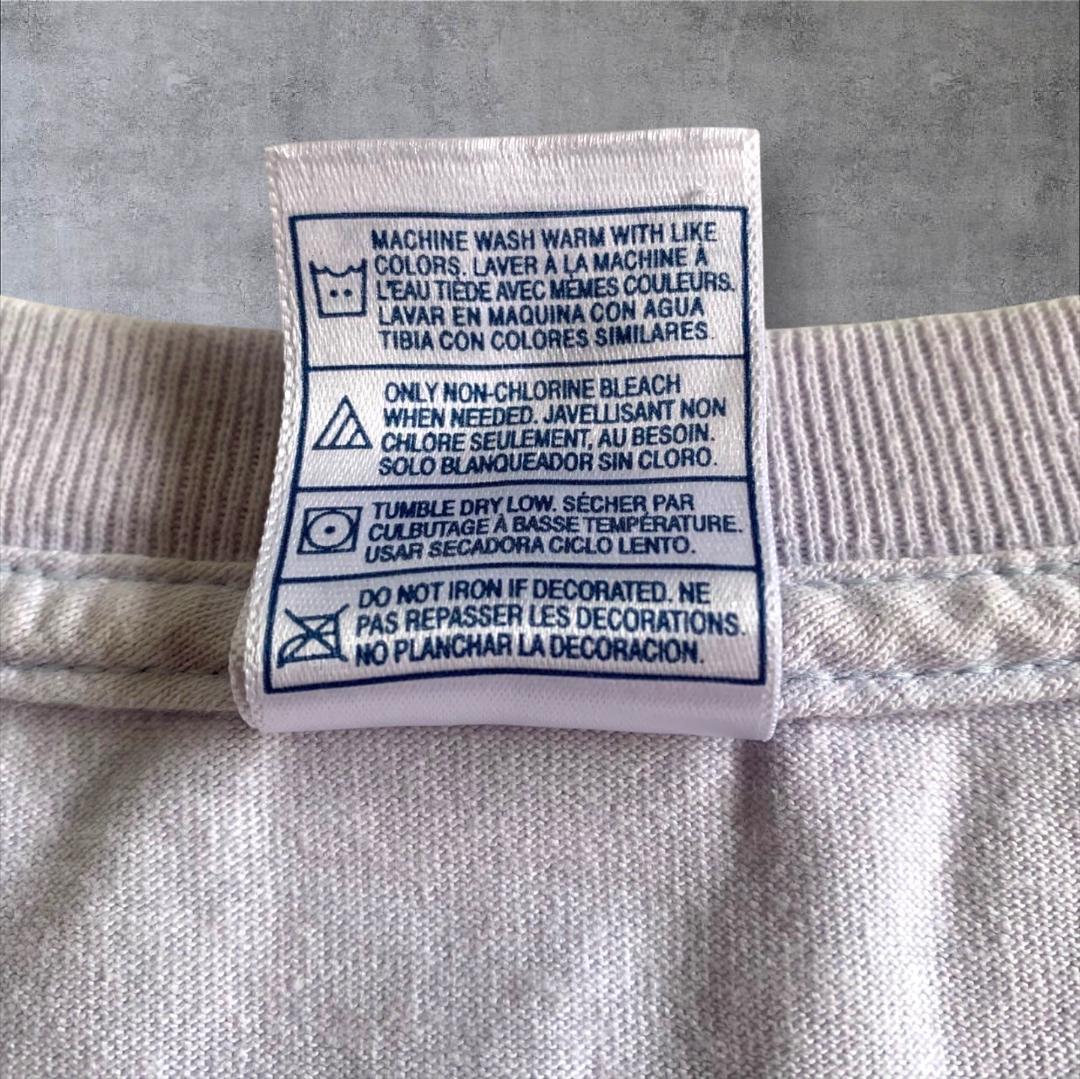 MACHINE WASH WARM WITH LIKE
COLORS. LAVER À LA MACHINE À
L'EAU TIÈDE AVEC MÊMES COULEURS.
LAVAR EN MAQUINA CON AGUA
TIBIA CON COLORES SIMILARES.
ONLY NON-CHLORINE BLEACH
WHEN NEEDED. JAVELLISANT NON
CHLORE SEULEMENT, AU BESOIN.
SOLO BLANQUEADOR SIN CLORO.
TUMBLE DRY LOW. SÉCHER PAR
CULBUTAGE À BASSE TEMPÉRATURE.
USAR SECADORA CICLO LENTO.
DO NOT IRON IF DECORATED. NE
PAS REPASSER LES DECORATIONS.
NO PLANCHAR LA DECORACION.